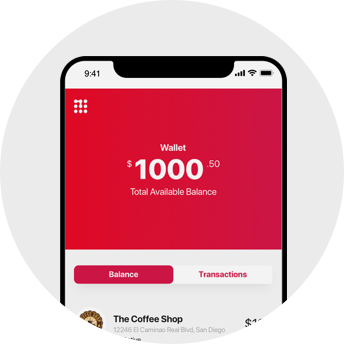 9:41
Wallet
$ 1000 .50
Total Available Balance
Balance Transactions
The Coffee Shop
12246 El Caminao Real Blvd, San Diego